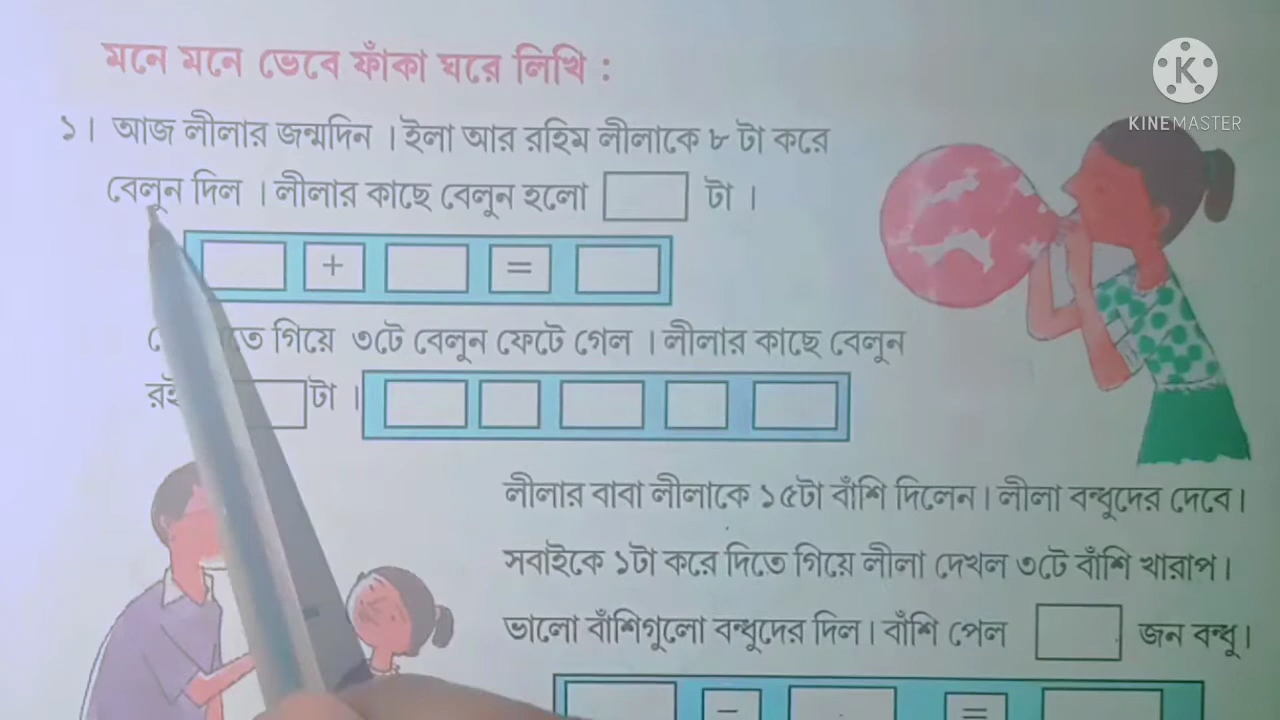 মনে মনে ভেবে ফাঁকা ঘরে লিখি :
K
KINEMASTER
১। আজ লীলার জন্মদিন । ইলা আর রহিম লীলাকে ৮ টা করে
বেলুন দিল । লীলার কাছে বেলুন হলো টা ।
+ =
গিয়ে ৩টে বেলুন ফেটে গেল । লীলার কাছে বেলুন
টা ।
লীলার বাবা লীলাকে ১৫টা বাঁশি দিলেন। লীলা বন্ধুদের দেবে।
সবাইকে ১টা করে দিতে গিয়ে লীলা দেখল ৩টে বাঁশি খারাপ।
ভালো বাঁশিগুলো বন্ধুদের দিল। বাঁশি পেল জন বন্ধু।
− =